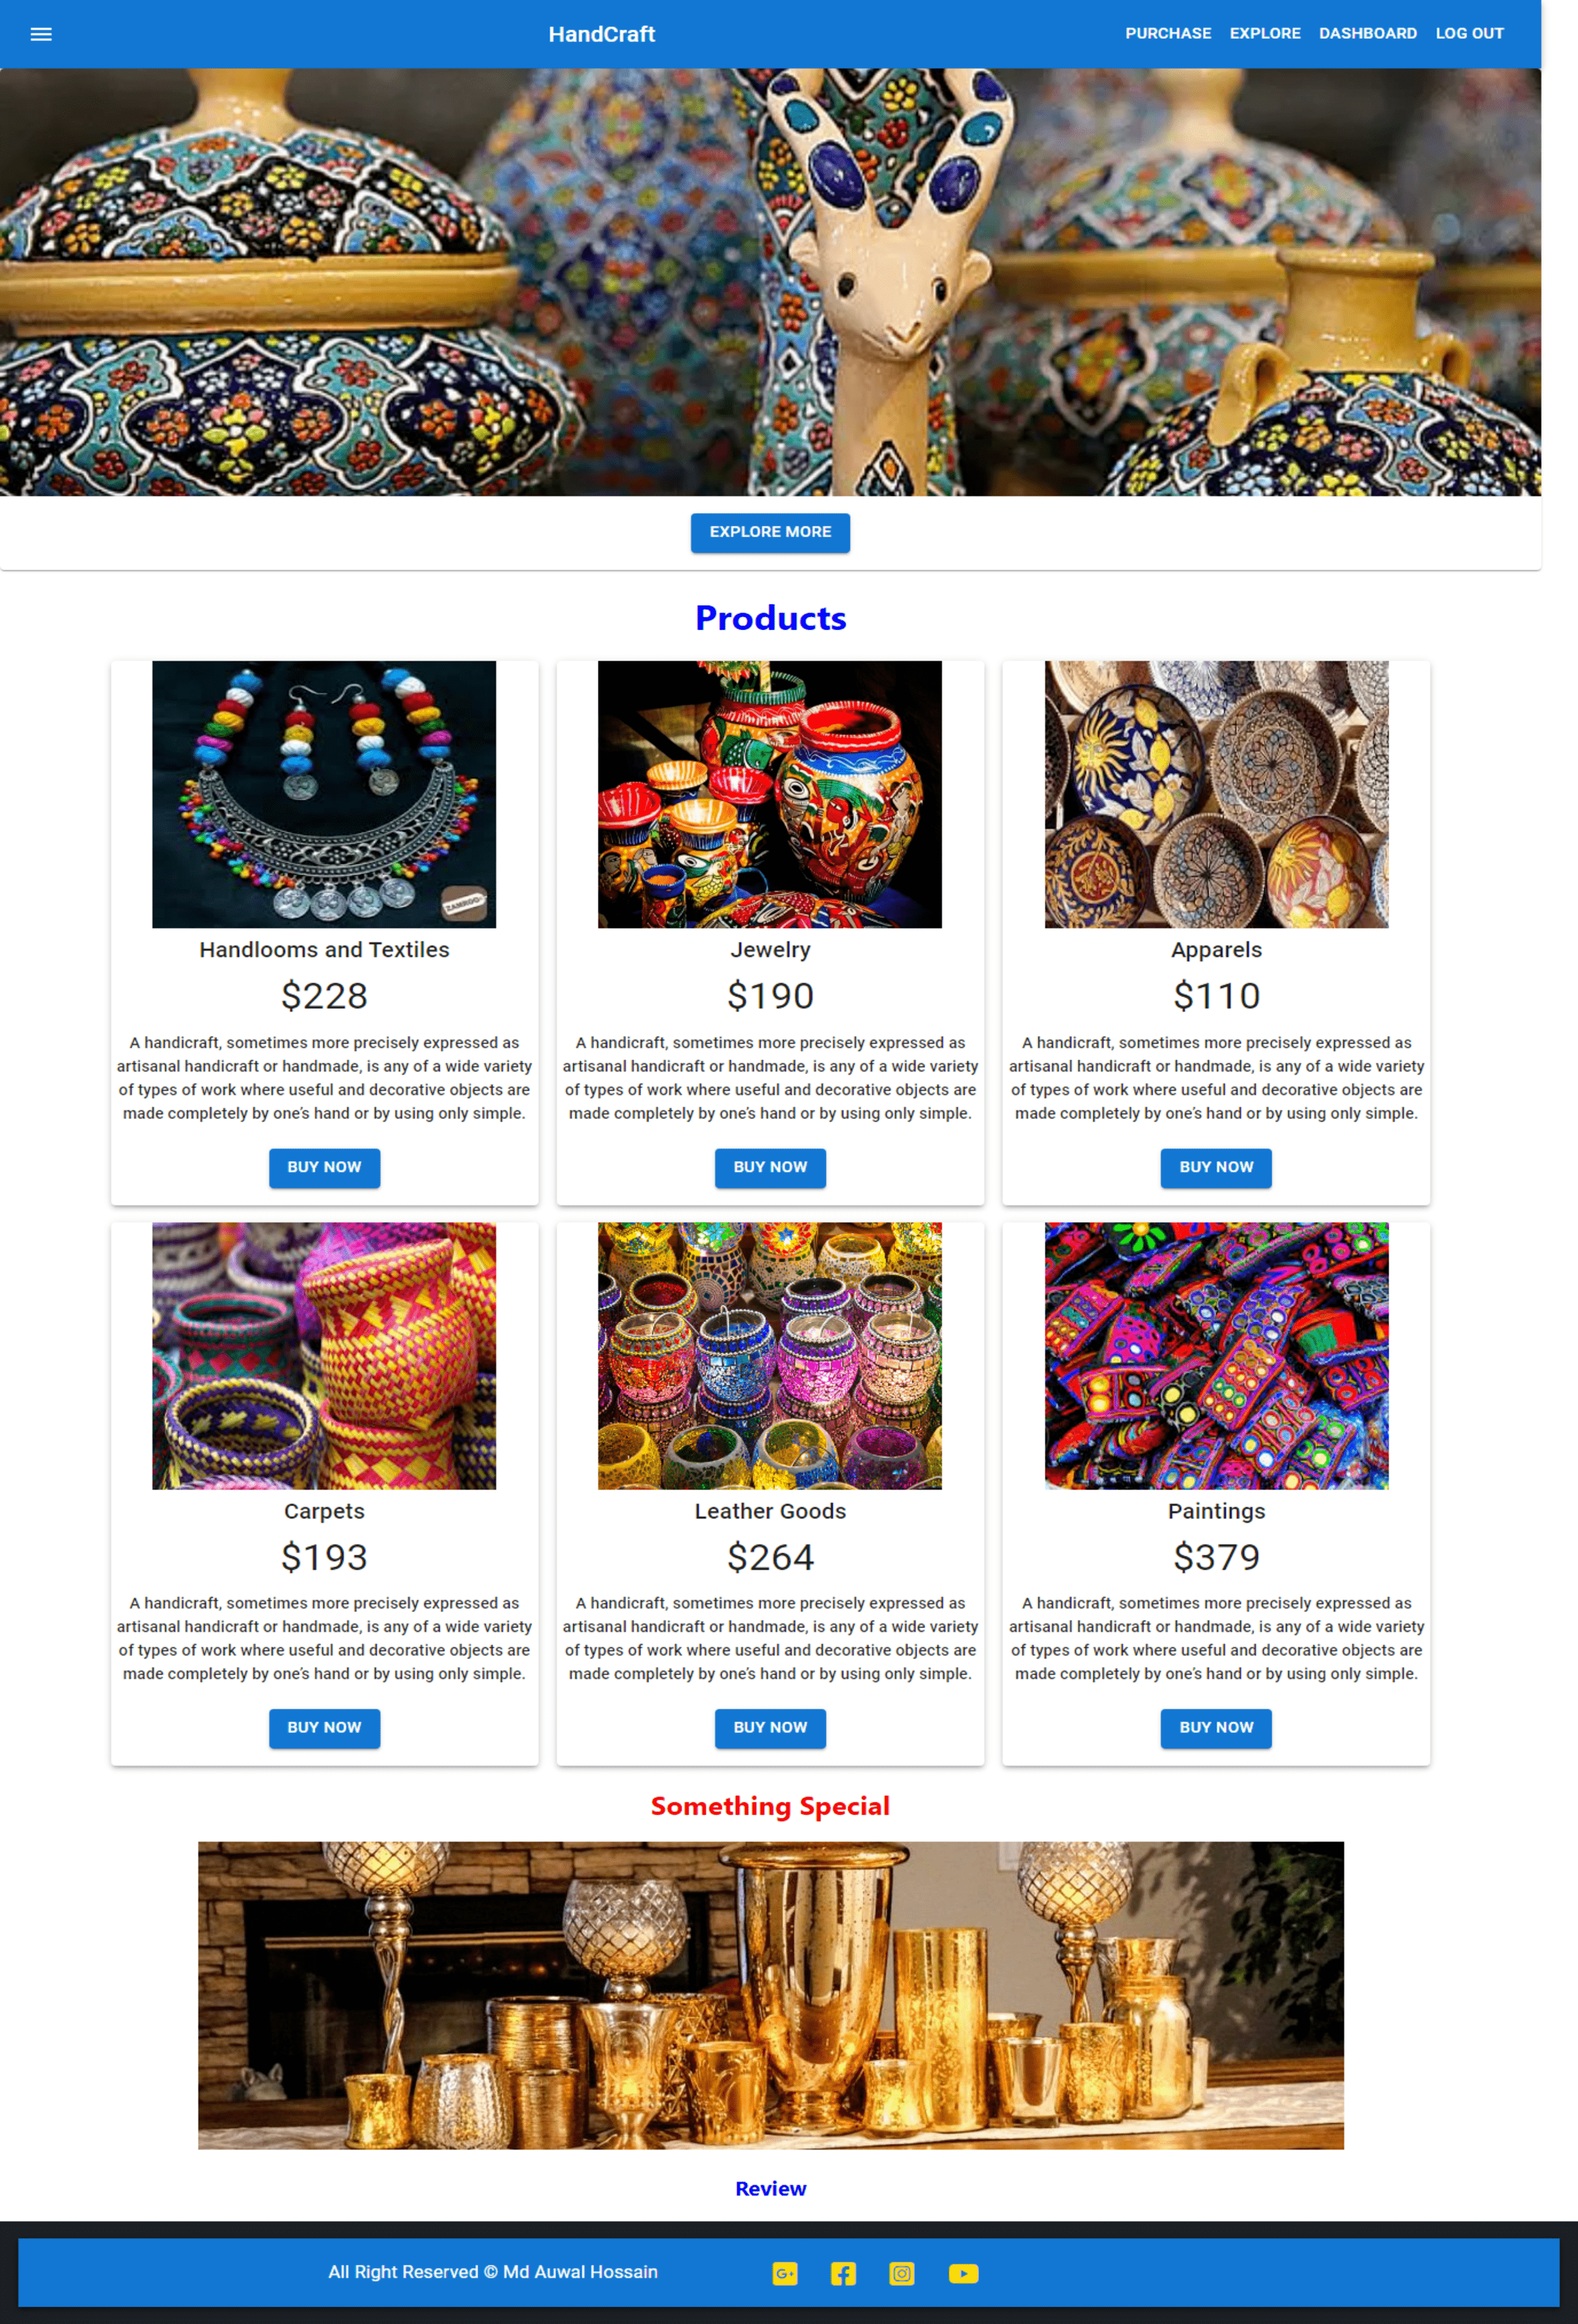 HandCraft
PURCHASE EXPLORE DASHBOARD LOG OUT
EXPLORE MORE
Products
ZAMROO
Handlooms and Textiles
$228
A handicraft, sometimes more precisely expressed as
artisanal handicraft or handmade, is any of a wide variety
of types of work where useful and decorative objects are
made completely by one's hand or by using only simple.
BUY NOW
Jewelry
$190
A handicraft, sometimes more precisely expressed as
artisanal handicraft or handmade, is any of a wide variety
of types of work where useful and decorative objects are
made completely by one's hand or by using only simple.
BUY NOW
Apparels
$110
A handicraft, sometimes more precisely expressed as
artisanal handicraft or handmade, is any of a wide variety
of types of work where useful and decorative objects are
made completely by one's hand or by using only simple.
BUY NOW
Carpets
$193
A handicraft, sometimes more precisely expressed as
artisanal handicraft or handmade, is any of a wide variety
of types of work where useful and decorative objects are
made completely by one's hand or by using only simple.
BUY NOW
Leather Goods
$264
A handicraft, sometimes more precisely expressed as
artisanal handicraft or handmade, is any of a wide variety
of types of work where useful and decorative objects are
made completely by one's hand or by using only simple.
BUY NOW
Paintings
$379
A handicraft, sometimes more precisely expressed as
artisanal handicraft or handmade, is any of a wide variety
of types of work where useful and decorative objects are
made completely by one's hand or by using only simple.
BUY NOW
Something Special
Review
All Right Reserved © Md Auwal Hossain
G+